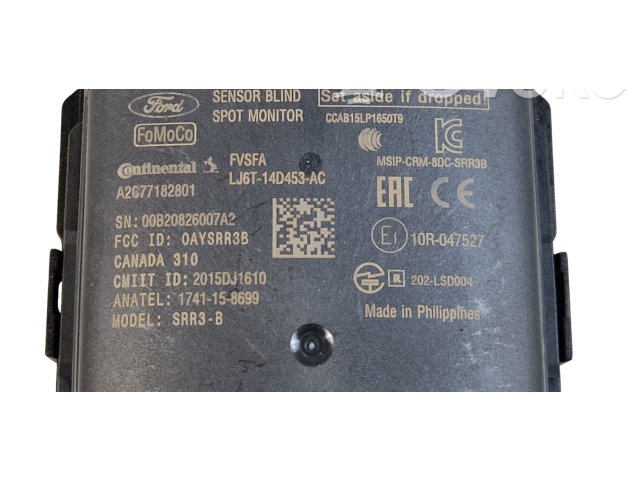 Ford
SENSOR BLIND
SPOT MONITOR
Set aside if dropped!
CCAB15LP1650T9
FoMoCo
Continental
FVSFA
LJ6T-14D453-AC
A2C77182801
MSIP-CRM-8DC-SRR3B
SN: 00B20826007A2
FCC ID: OAYSRR3B
CANADA 310
CMIIT ID: 2015DJ1610
ANATEL: 1741-15-8699
MODEL: SRR3-B
EAC CE
E1 10R-047527
R 202-LSD004
Made in Philippines